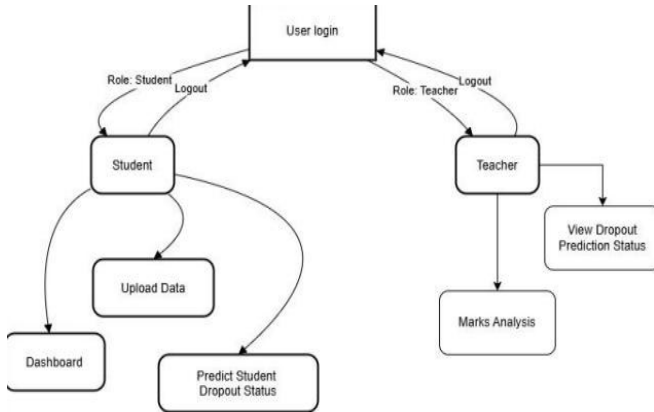 User login
Role: Student
Logout
Logout
Role: Teacher
Student
Teacher
View Dropout
Prediction Status
Upload Data
Marks Analysis
Dashboard
Predict Student
Dropout Status